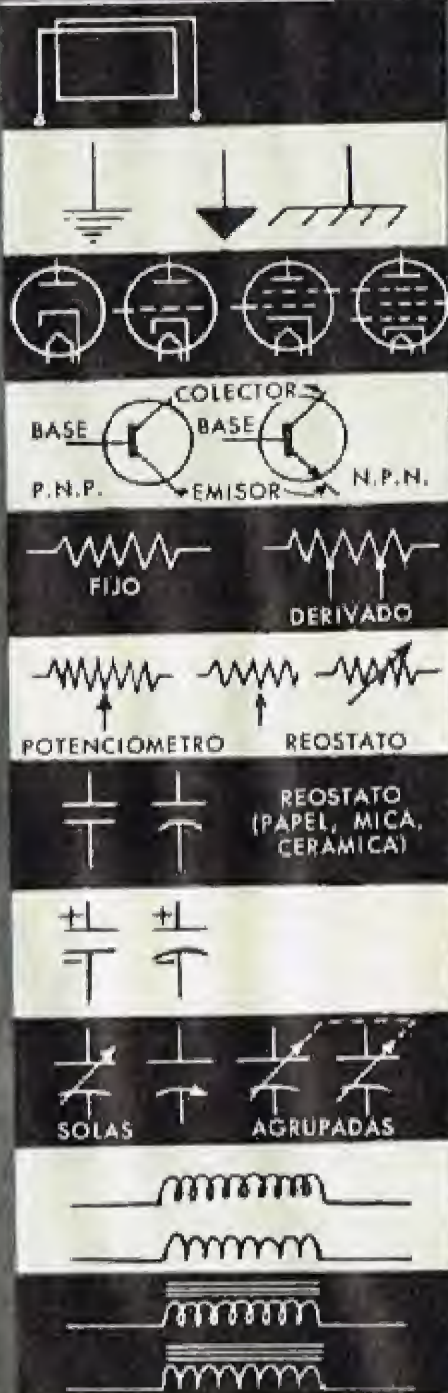 COLECTOR
BASE BASE
P.N.P. EMISOR N.P.N.
FIJO
DERIVADO
POTENCIOMETRO REOSTATO
REOSTATO
(PAPEL, MICA,
CERAMICA)
+ +
SOLAS AGRUPADAS